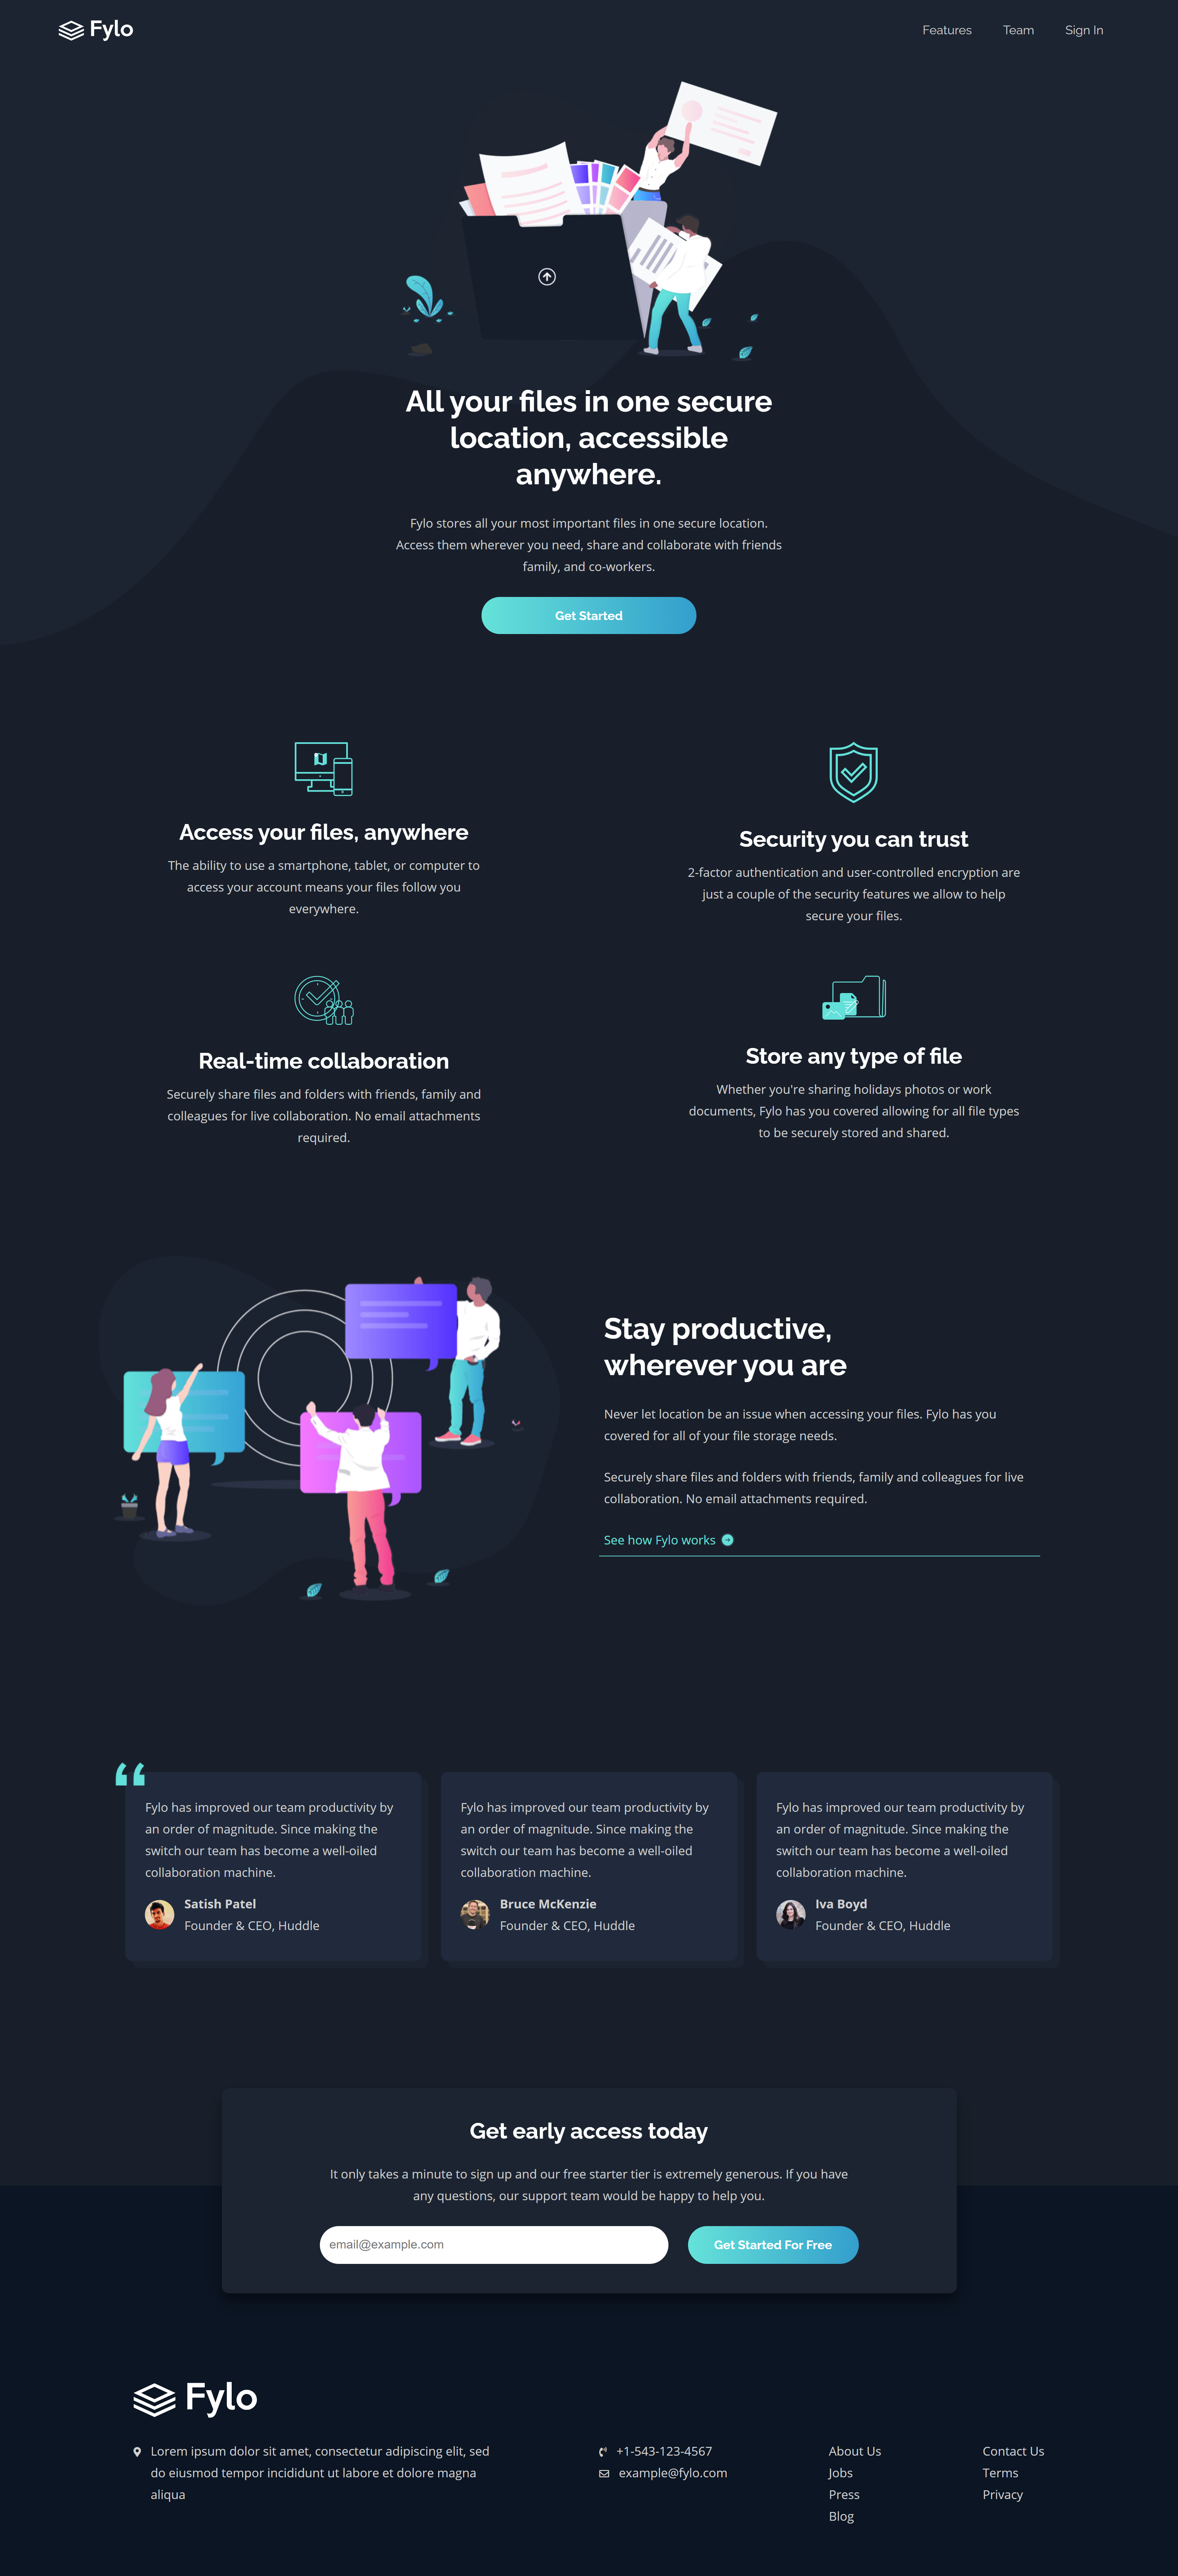 Fylo
Features
Team
Sign In
All your files in one secure
location, accessible
anywhere.
Fylo stores all your most important files in one secure location.
Access them wherever you need, share and collaborate with friends
family, and co-workers.
Get Started
Access your files, anywhere
The ability to use a smartphone, tablet, or computer to
access your account means your files follow you
everywhere.
Security you can trust
2-factor authentication and user-controlled encryption are
just a couple of the security features we allow to help
secure your files.
Real-time collaboration
Securely share files and folders with friends, family and
colleagues for live collaboration. No email attachments
required.
Store any type of file
Whether you're sharing holidays photos or work
documents, Fylo has you covered allowing for all file types
to be securely stored and shared.
Stay productive,
wherever you are
Never let location be an issue when accessing your files. Fylo has you
covered for all of your file storage needs.
Securely share files and folders with friends, family and colleagues for live
collaboration. No email attachments required.
See how Fylo works
Fylo has improved our team productivity by
an order of magnitude. Since making the
switch our team has become a well-oiled
collaboration machine.
Satish Patel
Founder & CEO, Huddle
Fylo has improved our team productivity by
an order of magnitude. Since making the
switch our team has become a well-oiled
collaboration machine.
Bruce McKenzie
Founder & CEO, Huddle
Fylo has improved our team productivity by
an order of magnitude. Since making the
switch our team has become a well-oiled
collaboration machine.
Iva Boyd
Founder & CEO, Huddle
Get early access today
It only takes a minute to sign up and our free starter tier is extremely generous. If you have
any questions, our support team would be happy to help you.
email@example.com
Get Started For Free
Fylo
Lorem ipsum dolor sit amet, consectetur adipiscing elit, sed
do eiusmod tempor incididunt ut labore et dolore magna
aliqua
+1-543-123-4567
example@fylo.com
About Us
Jobs
Press
Blog
Contact Us
Terms
Privacy